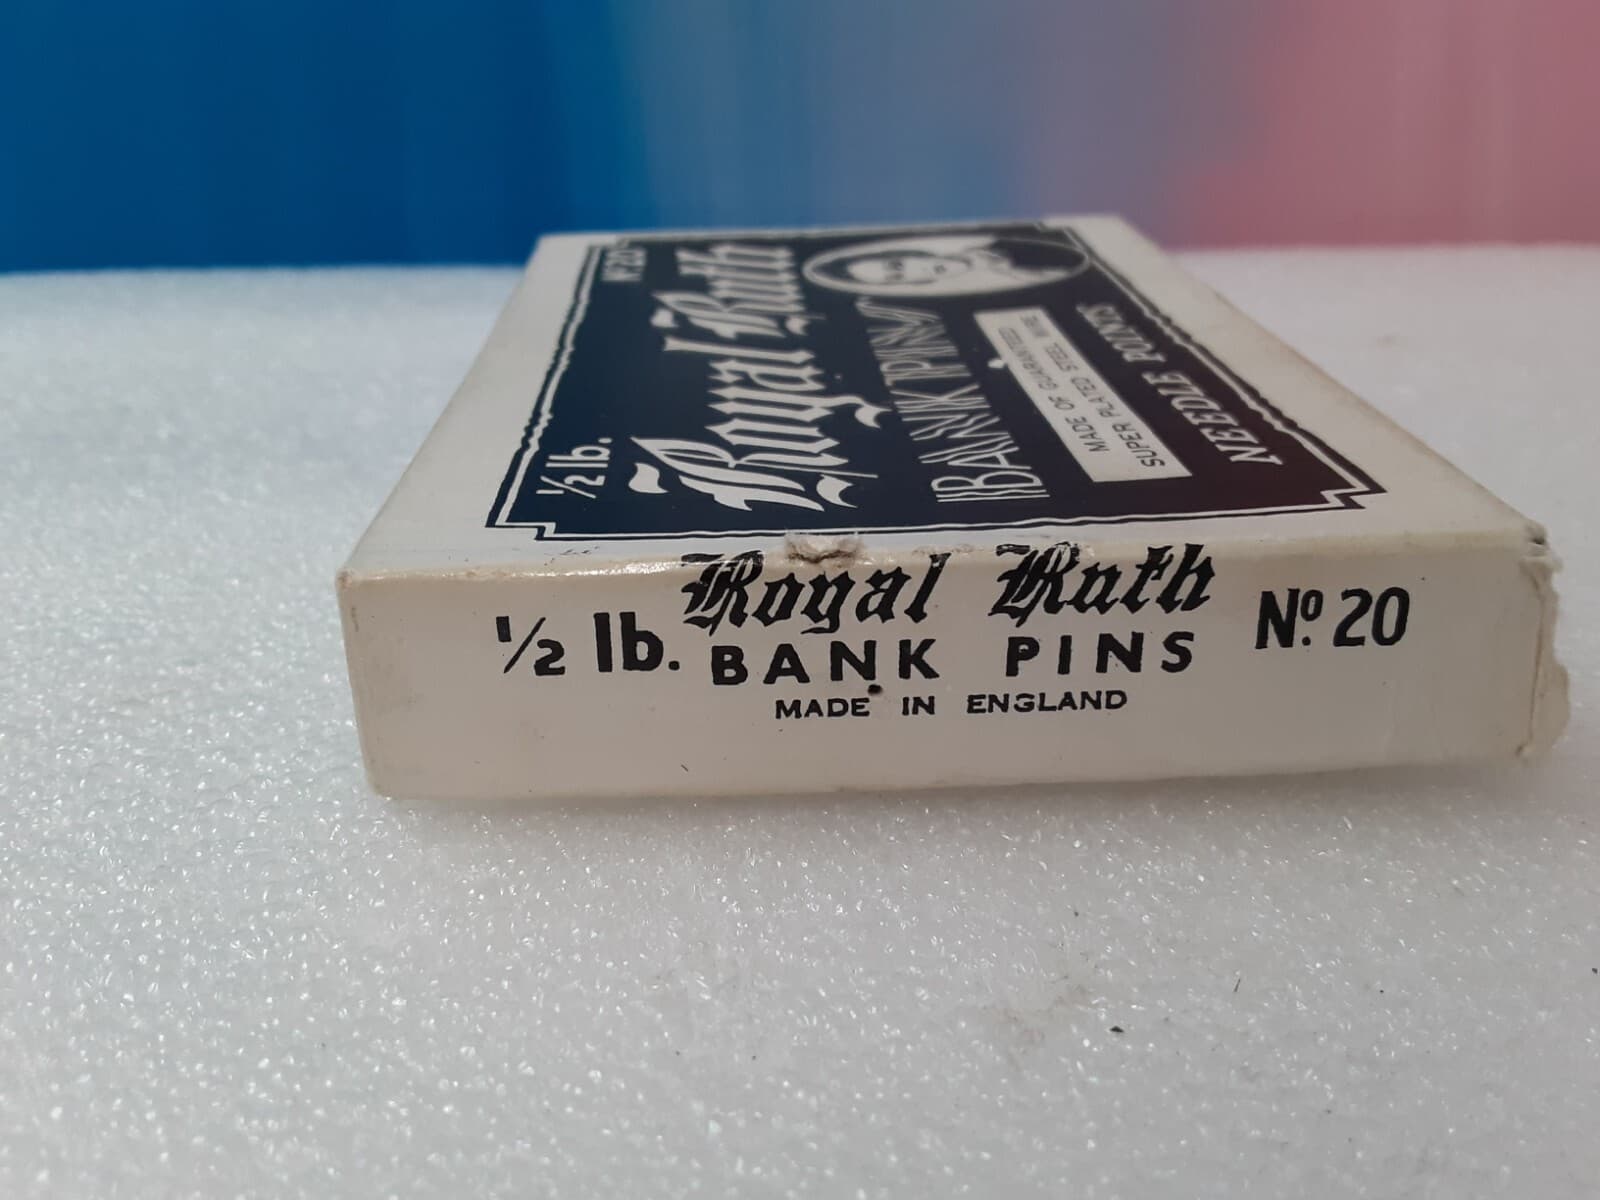 ½ lb. Nº 20
Royal Ruth
BANK PINS
MADE OF GUARANTEED
SUPER PLATED STEEL WIRE
NEEDLE POINTS
½ lb. Royal Ruth Nº. 20
BANK PINS
MADE IN ENGLAND